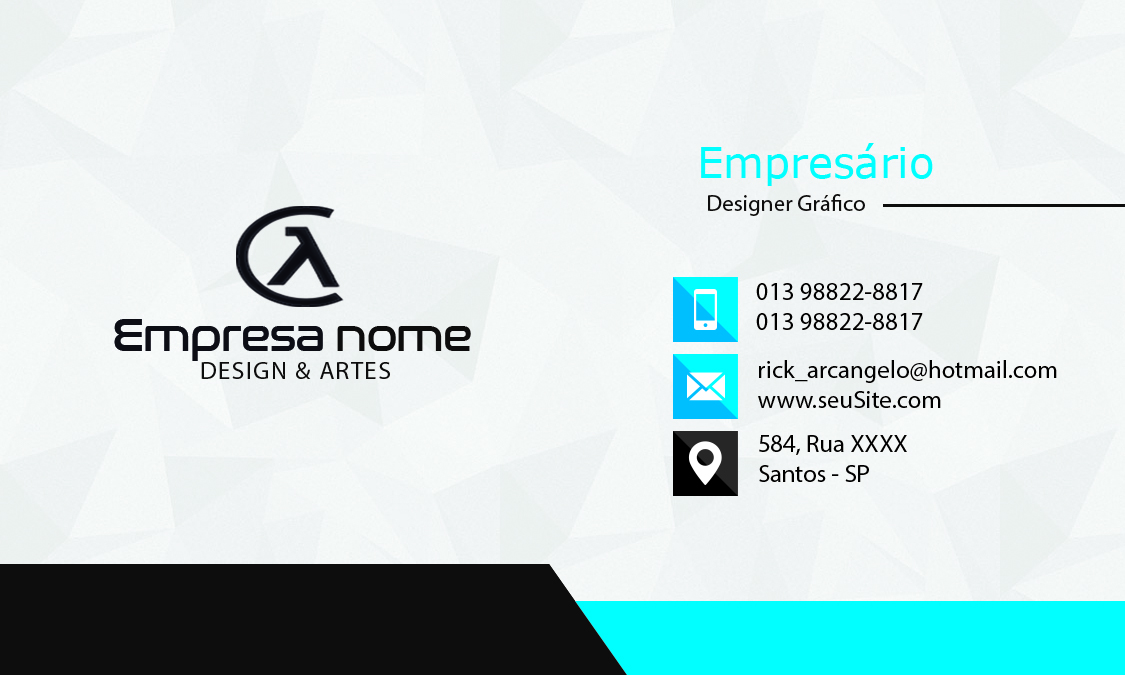 Empresa nome
DESIGN & ARTES
Empresário
Designer Gráfico
013 98822-8817
013 98822-8817
rick_arcangelo@hotmail.com
www.seuSite.com
584, Rua XXXX
Santos - SP